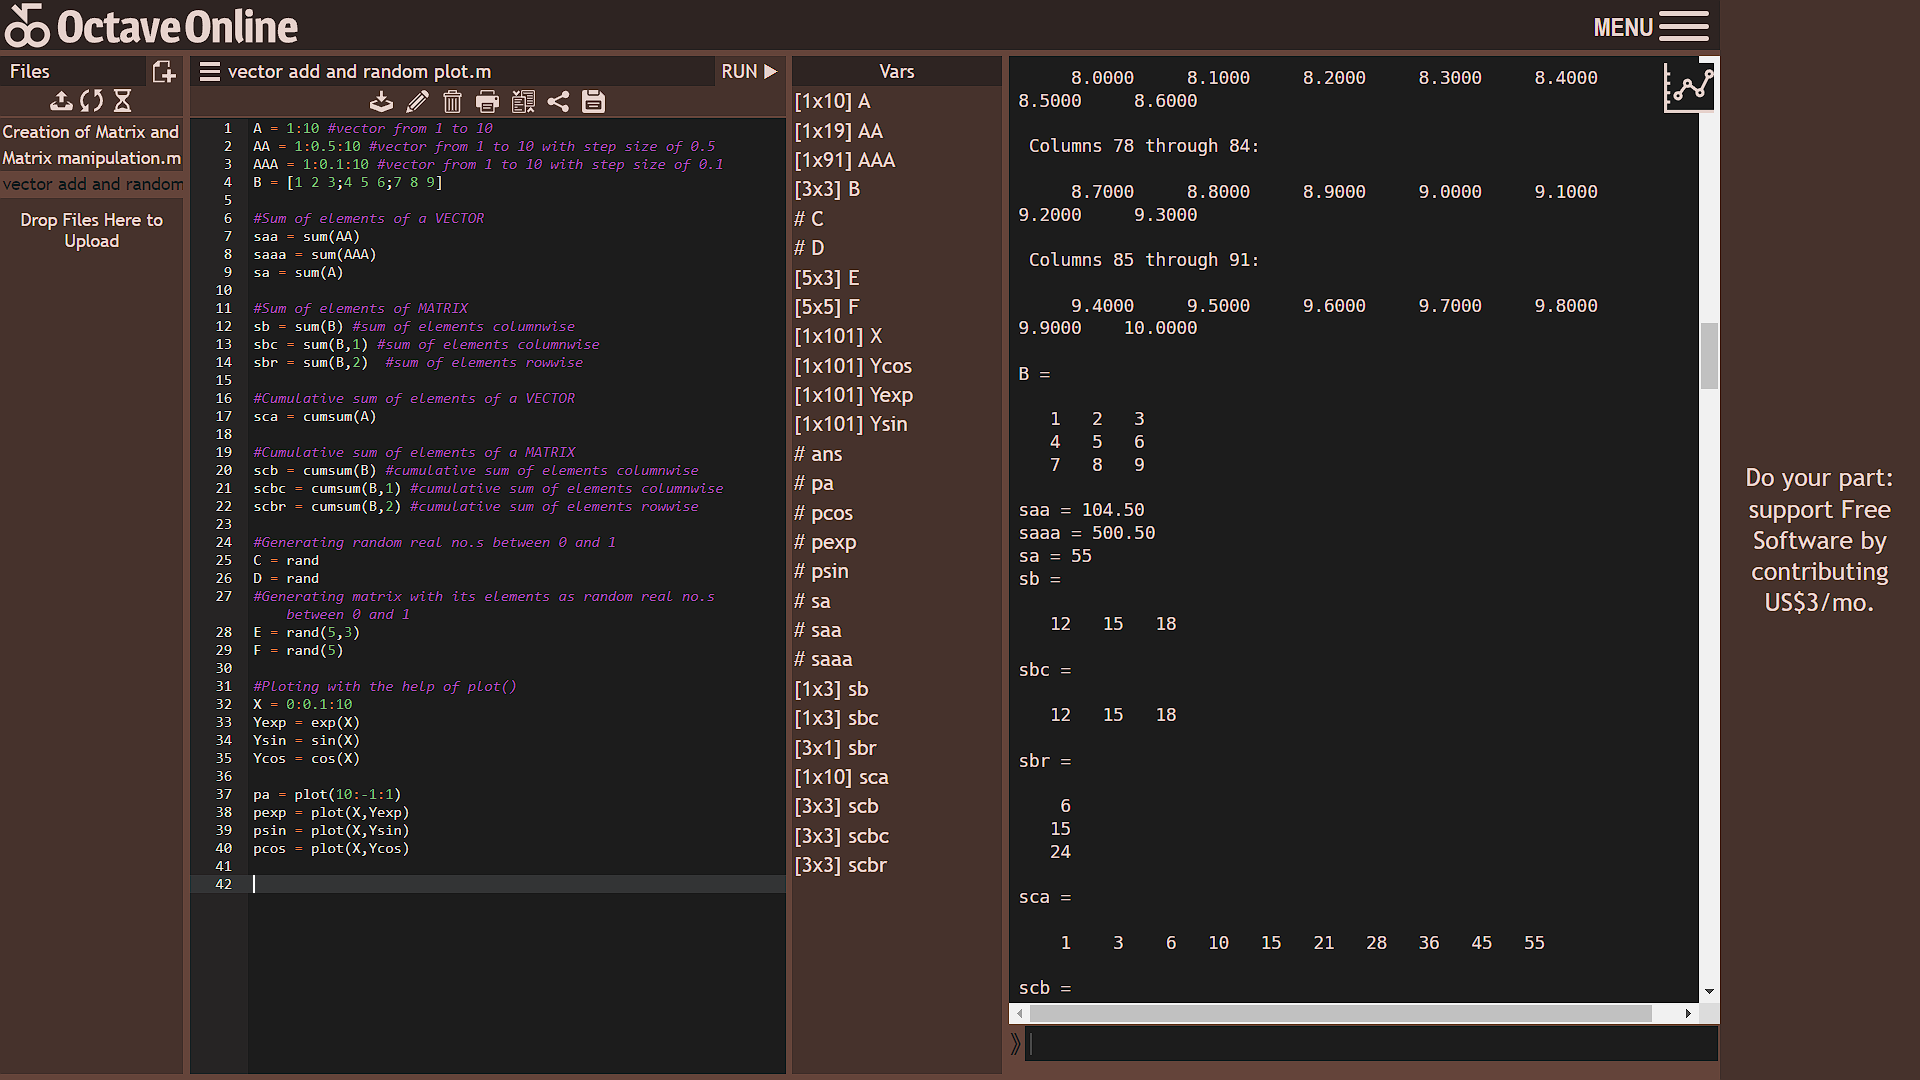 Octave Online
MENU
Files
Creation of Matrix and
Matrix manipulation.m
vector add and random
Drop Files Here to
Upload
vector add and random plot.m
RUN
1 A = 1:10 #vector from 1 to 10
2 AA = 1:0.5:10 #vector from 1 to 10 with step size of 0.5
3 AAA = 1:0.1:10 #vector from 1 to 10 with step size of 0.1
4 B = [1 2 3;4 5 6;7 8 9]
5
6 #Sum of elements of a VECTOR
7 saa = sum(AA)
8 saaa = sum(AAA)
9 sa = sum(A)
10
11 #Sum of elements of MATRIX
12 sb = sum(B) #sum of elements columnwise
13 sbc = sum(B,1) #sum of elements columnwise
14 sbr = sum(B,2)  #sum of elements rowwise
15
16 #Cumulative sum of elements of a VECTOR
17 sca = cumsum(A)
18
19 #Cumulative sum of elements of a MATRIX
20 scb = cumsum(B) #cumulative sum of elements columnwise
21 scbc = cumsum(B,1) #cumulative sum of elements columnwise
22 scbr = cumsum(B,2) #cumulative sum of elements rowwise
23
24 #Generating random real no.s between 0 and 1
25 C = rand
26 D = rand
27 #Generating matrix with its elements as random real no.s
between 0 and 1
28 E = rand(5,3)
29 F = rand(5)
30
31 #Ploting with the help of plot()
32 X = 0:0.1:10
33 Yexp = exp(X)
34 Ysin = sin(X)
35 Ycos = cos(X)
36
37 pa = plot(10:-1:1)
38 pexp = plot(X,Yexp)
39 psin = plot(X,Ysin)
40 pcos = plot(X,Ycos)
41
42
Vars
[1x10] A
[1x19] AA
[1x91] AAA
[3x3] B
# C
# D
[5x3] E
[5x5] F
[1x101] X
[1x101] Ycos
[1x101] Yexp
[1x101] Ysin
# ans
# pa
# pcos
# pexp
# psin
# sa
# saa
# saaa
[1x3] sb
[1x3] sbc
[3x1] sbr
[1x10] sca
[3x3] scb
[3x3] scbc
[3x3] scbr
8.0000 8.1000 8.2000 8.3000 8.4000
8.5000 8.6000
Columns 78 through 84:
8.7000 8.8000 8.9000 9.0000 9.1000
9.2000 9.3000
Columns 85 through 91:
9.4000 9.5000 9.6000 9.7000 9.8000
9.9000 10.0000
B =
1 2 3
4 5 6
7 8 9
saa = 104.50
saaa = 500.50
sa = 55
sb =
12 15 18
sbc =
12 15 18
sbr =
6
15
24
sca =
1 3 6 10 15 21 28 36 45 55
scb =
Do your part:
support Free
Software by
contributing
US$3/mo.